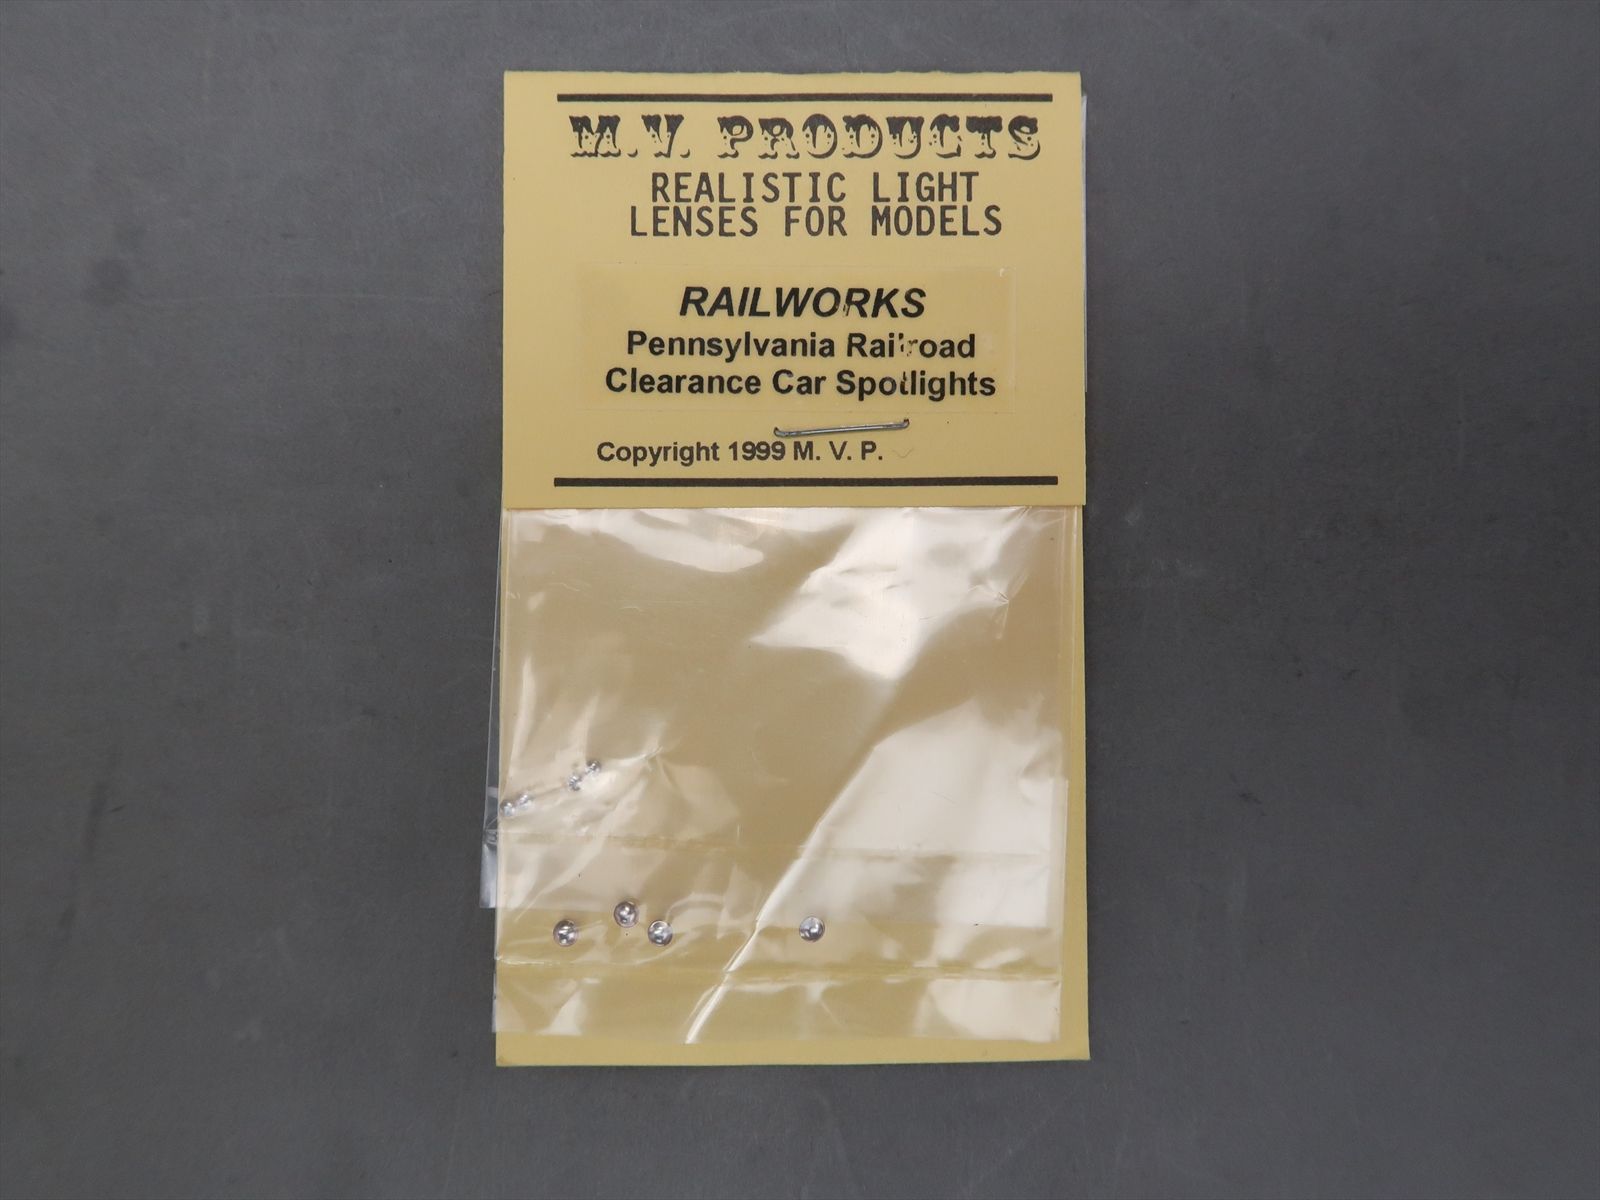 M.V. PRODUCTS
REALISTIC LIGHT
LENSES FOR MODELS
RAILWORKS
Pennsylvania Railroad
Clearance Car Spotlights
Copyright 1999 M. V. P.